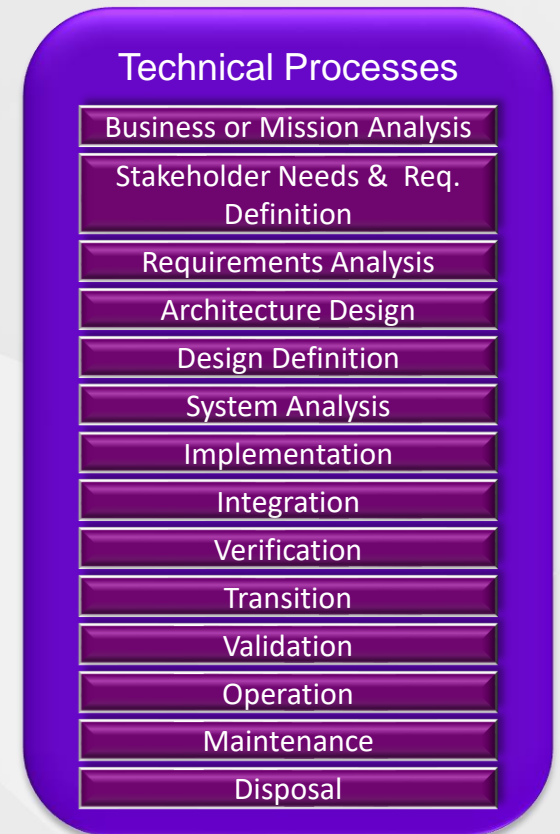 Technical Processes
Business or Mission Analysis
Stakeholder Needs & Req.
Definition
Requirements Analysis
Architecture Design
Design Definition
System Analysis
Implementation
Integration
Verification
Transition
Validation
Operation
Maintenance
Disposal